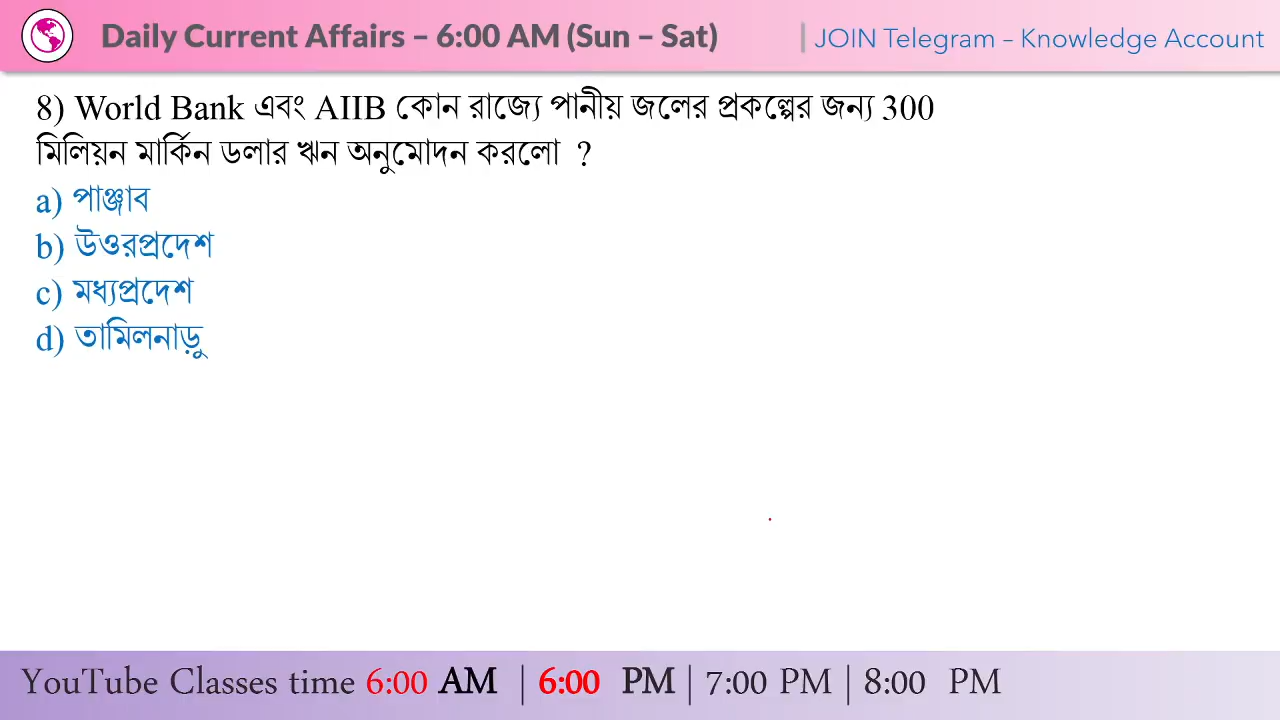 Daily Current Affairs – 6:00 AM (Sun – Sat) | JOIN Telegram – Knowledge Account
8) World Bank এবং AIIB কোন রাজ্যে পানীয় জলের প্রকল্পের জন্য 300
মিলিয়ন মার্কিন ডলার ঋন অনুমোদন করলো ?
a) পাঞ্জাব
b) উওরপ্রদেশ
c) মধ্যপ্রদেশ
d) তামিলনাড়ু
YouTube Classes time 6:00 AM | 6:00 PM | 7:00 PM | 8:00 PM